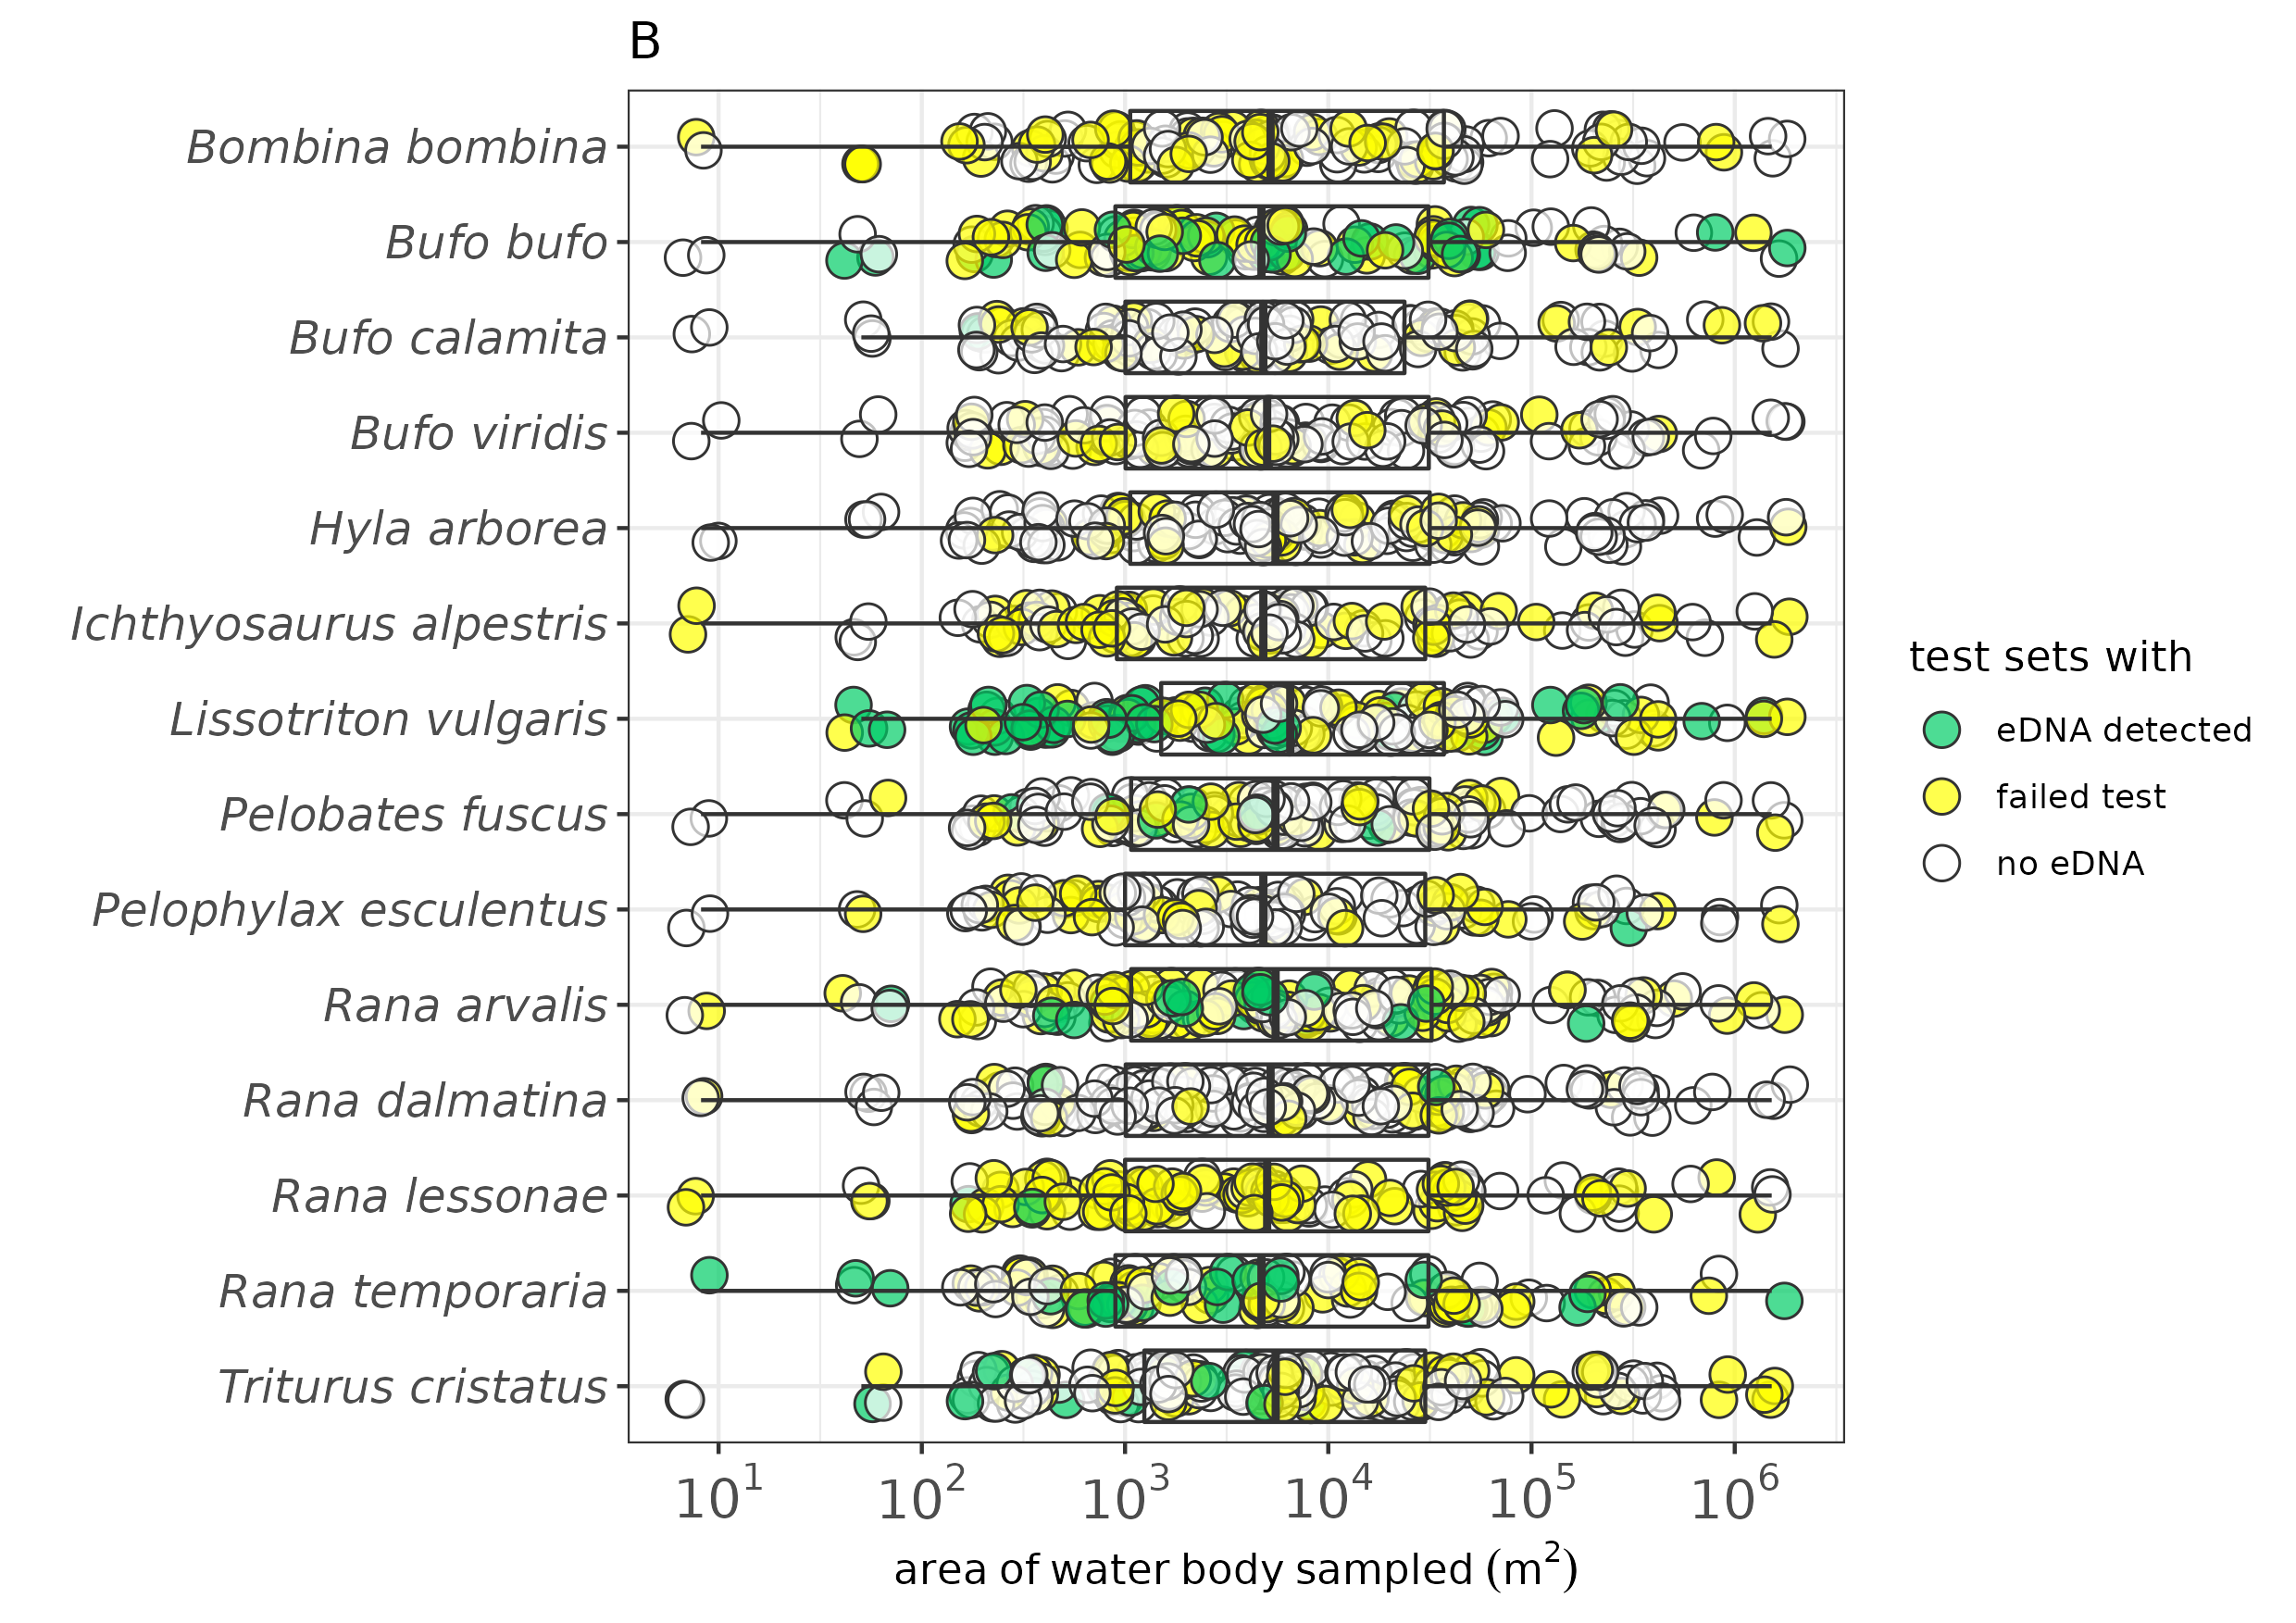 B
Bombina bombina
Bufo bufo
Bufo calamita
Bufo viridis
Hyla arborea
Ichthyosaurus alpestris
Lissotriton vulgaris
Pelobates fuscus
Pelophylax esculentus
Rana arvalis
Rana dalmatina
Rana lessonae
Rana temporaria
Triturus cristatus
10¹ 10² 10³ 10⁴ 10⁵ 10⁶
area of water body sampled (m²)
test sets with
eDNA detected
failed test
no eDNA